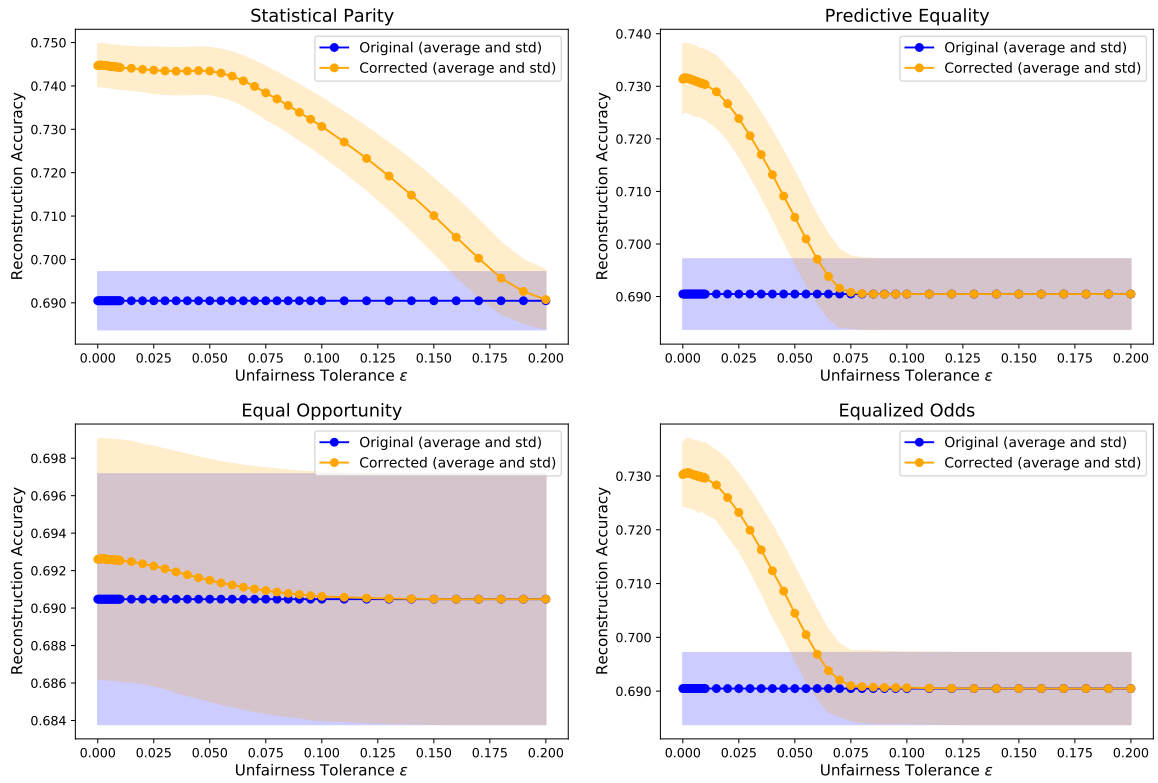 Statistical Parity
Original (average and std)
Corrected (average and std)
Reconstruction Accuracy
0.750
0.740
0.730
0.720
0.710
0.700
0.690
0.000 0.025 0.050 0.075 0.100 0.125 0.150 0.175 0.200
Unfairness Tolerance ε
Predictive Equality
Original (average and std)
Corrected (average and std)
Reconstruction Accuracy
0.740
0.730
0.720
0.710
0.700
0.690
0.000 0.025 0.050 0.075 0.100 0.125 0.150 0.175 0.200
Unfairness Tolerance ε
Equal Opportunity
Original (average and std)
Corrected (average and std)
Reconstruction Accuracy
0.698
0.696
0.694
0.692
0.690
0.688
0.686
0.684
0.000 0.025 0.050 0.075 0.100 0.125 0.150 0.175 0.200
Unfairness Tolerance ε
Equalized Odds
Original (average and std)
Corrected (average and std)
Reconstruction Accuracy
0.730
0.720
0.710
0.700
0.690
0.000 0.025 0.050 0.075 0.100 0.125 0.150 0.175 0.200
Unfairness Tolerance ε